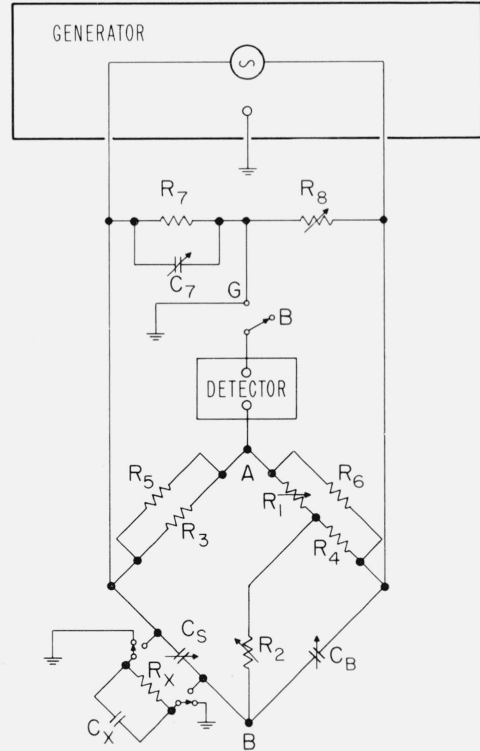 GENERATOR
R7
R8
C7
G
B
DETECTOR
A
R5
R6
R1
R3
R4
CS
R2
CB
RX
CX
B